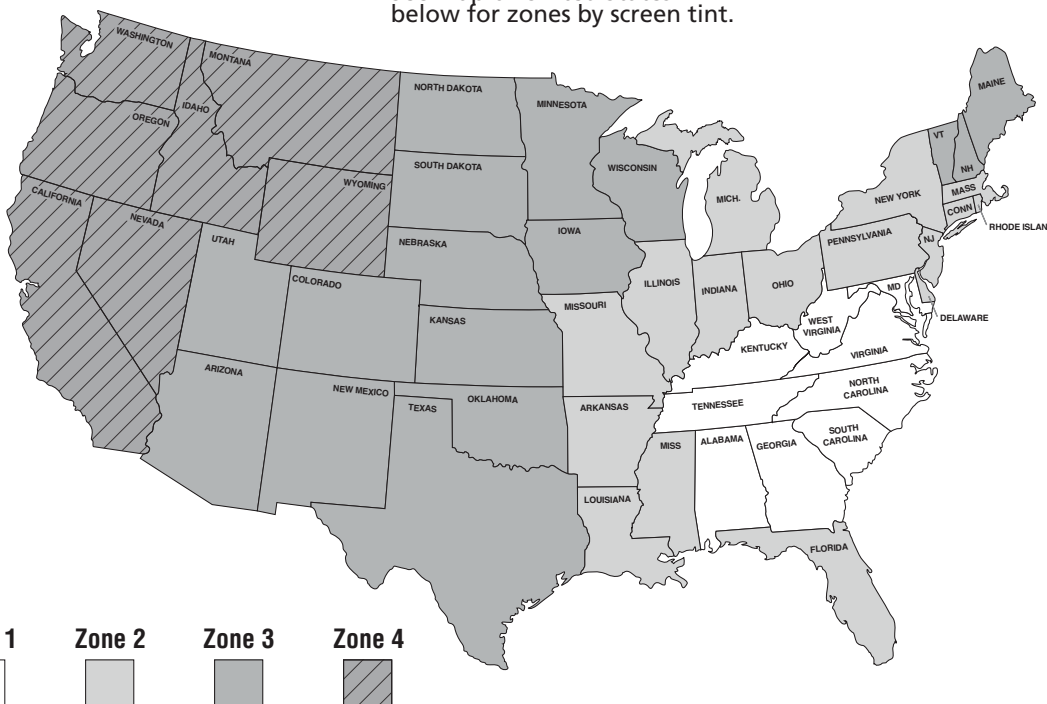 below for zones by screen tint.
WASHINGTON
MONTANA
NORTH DAKOTA
MINNESOTA
MAINE
IDAHO
OREGON
VT
NH
SOUTH DAKOTA
WISCONSIN
WYOMING
MICH.
NEW YORK
MASS
CONN
RHODE ISLAN
CALIFORNIA
NEVADA
UTAH
NEBRASKA
IOWA
PENNSYLVANIA
NJ
COLORADO
ILLINOIS
INDIANA
OHIO
MD
DELAWARE
KANSAS
MISSOURI
WEST
VIRGINIA
KENTUCKY
VIRGINIA
ARIZONA
NEW MEXICO
TEXAS
OKLAHOMA
ARKANSAS
TENNESSEE
NORTH
CAROLINA
MISS
ALABAMA
GEORGIA
SOUTH
CAROLINA
LOUISIANA
FLORIDA
1
Zone 2
Zone 3
Zone 4